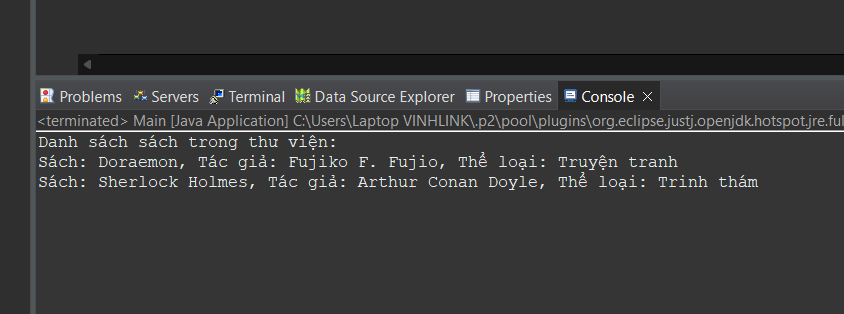 Problems Servers Terminal Data Source Explorer Properties Console
<terminated> Main [Java Application] C:\Users\Laptop VINHLINK\.p2\pool\plugins\org.eclipse.justj.openjdk.hotspot.jre.ful
Danh sách sách trong thư viện:
Sách: Doraemon, Tác giả: Fujiko F. Fujio, Thể loại: Truyện tranh
Sách: Sherlock Holmes, Tác giả: Arthur Conan Doyle, Thể loại: Trinh thám